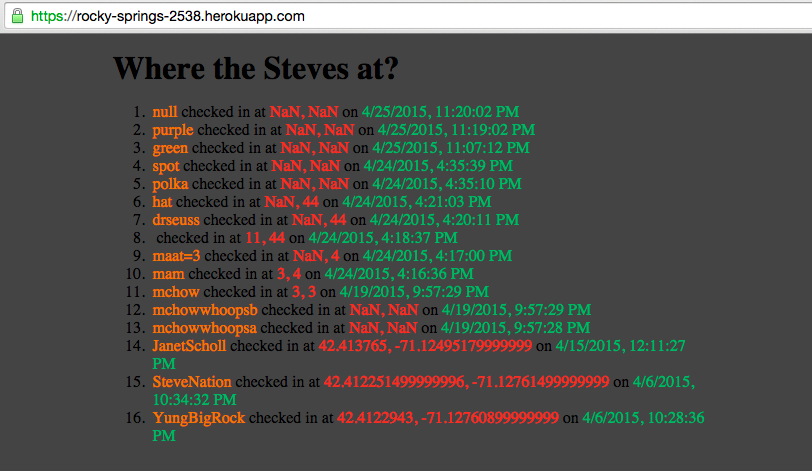 https://rocky-springs-2538.herokuapp.com
Where the Steves at?
1. null checked in at NaN, NaN on 4/25/2015, 11:20:02 PM
2. purple checked in at NaN, NaN on 4/25/2015, 11:19:02 PM
3. green checked in at NaN, NaN on 4/25/2015, 11:07:12 PM
4. spot checked in at NaN, NaN on 4/24/2015, 4:35:39 PM
5. polka checked in at NaN, NaN on 4/24/2015, 4:35:10 PM
6. hat checked in at NaN, 44 on 4/24/2015, 4:21:03 PM
7. drseuss checked in at NaN, 44 on 4/24/2015, 4:20:11 PM
8. checked in at 11, 44 on 4/24/2015, 4:18:37 PM
9. maat=3 checked in at NaN, 4 on 4/24/2015, 4:17:00 PM
10. mam checked in at 3, 4 on 4/24/2015, 4:16:36 PM
11. mchow checked in at 3, 3 on 4/19/2015, 9:57:29 PM
12. mchowwhoopsb checked in at NaN, NaN on 4/19/2015, 9:57:29 PM
13. mchowwhoopsa checked in at NaN, NaN on 4/19/2015, 9:57:28 PM
14. JanetScholl checked in at 42.413765, -71.12495179999999 on 4/15/2015, 12:11:27
PM
15. SteveNation checked in at 42.412251499999996, -71.12761499999999 on 4/6/2015,
10:34:32 PM
16. YungBigRock checked in at 42.4122943, -71.12760899999999 on 4/6/2015, 10:28:36
PM